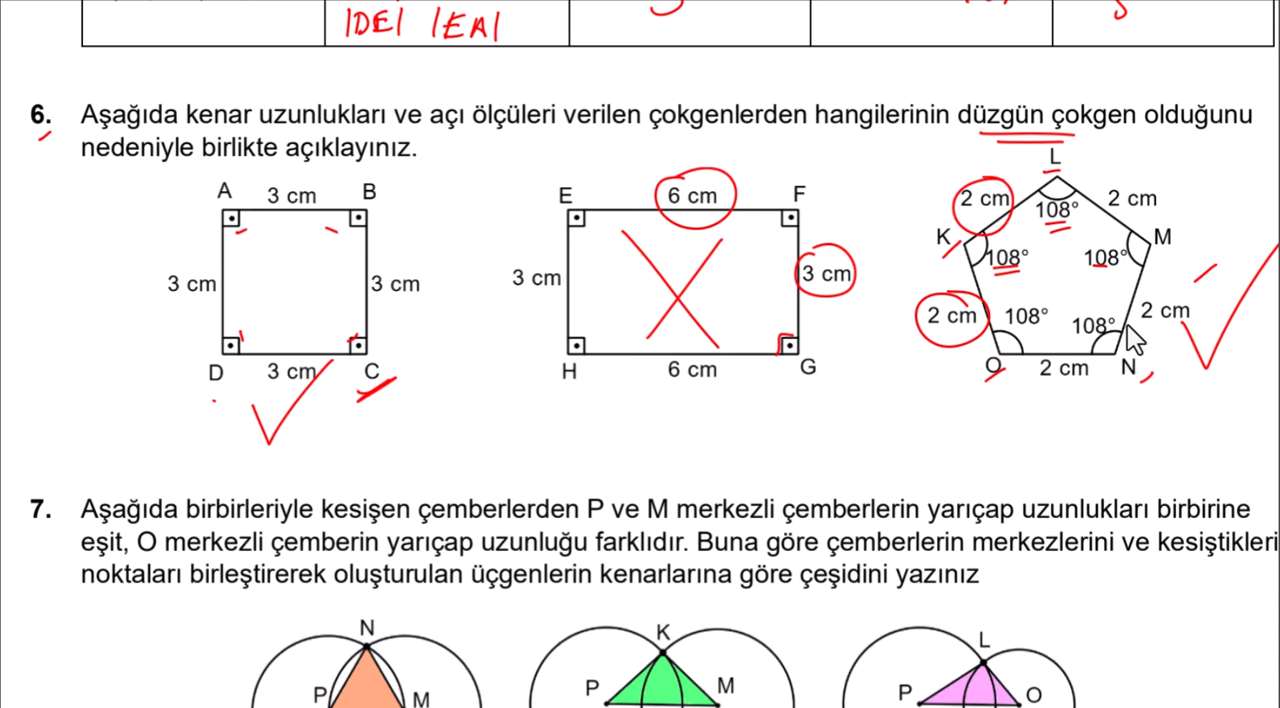 |DE| |EA|
6. Aşağıda kenar uzunlukları ve açı ölçüleri verilen çokgenlerden hangilerinin düzgün çokgen olduğunu
nedeniyle birlikte açıklayınız.
A 3 cm B
3 cm 3 cm
D 3 cm C
E 6 cm F
3 cm 3 cm
H 6 cm G
L
2 cm 108° 2 cm
K 108° 108° M
2 cm 108° 108° 2 cm
O 2 cm N
7. Aşağıda birbirleriyle kesişen çemberlerden P ve M merkezli çemberlerin yarıçap uzunlukları birbirine
eşit, O merkezli çemberin yarıçap uzunluğu farklıdır. Buna göre çemberlerin merkezlerini ve kesiştikleri
noktaları birleştirerek oluşturulan üçgenlerin kenarlarına göre çeşidini yazınız
N
P M
K
P M
L
P O